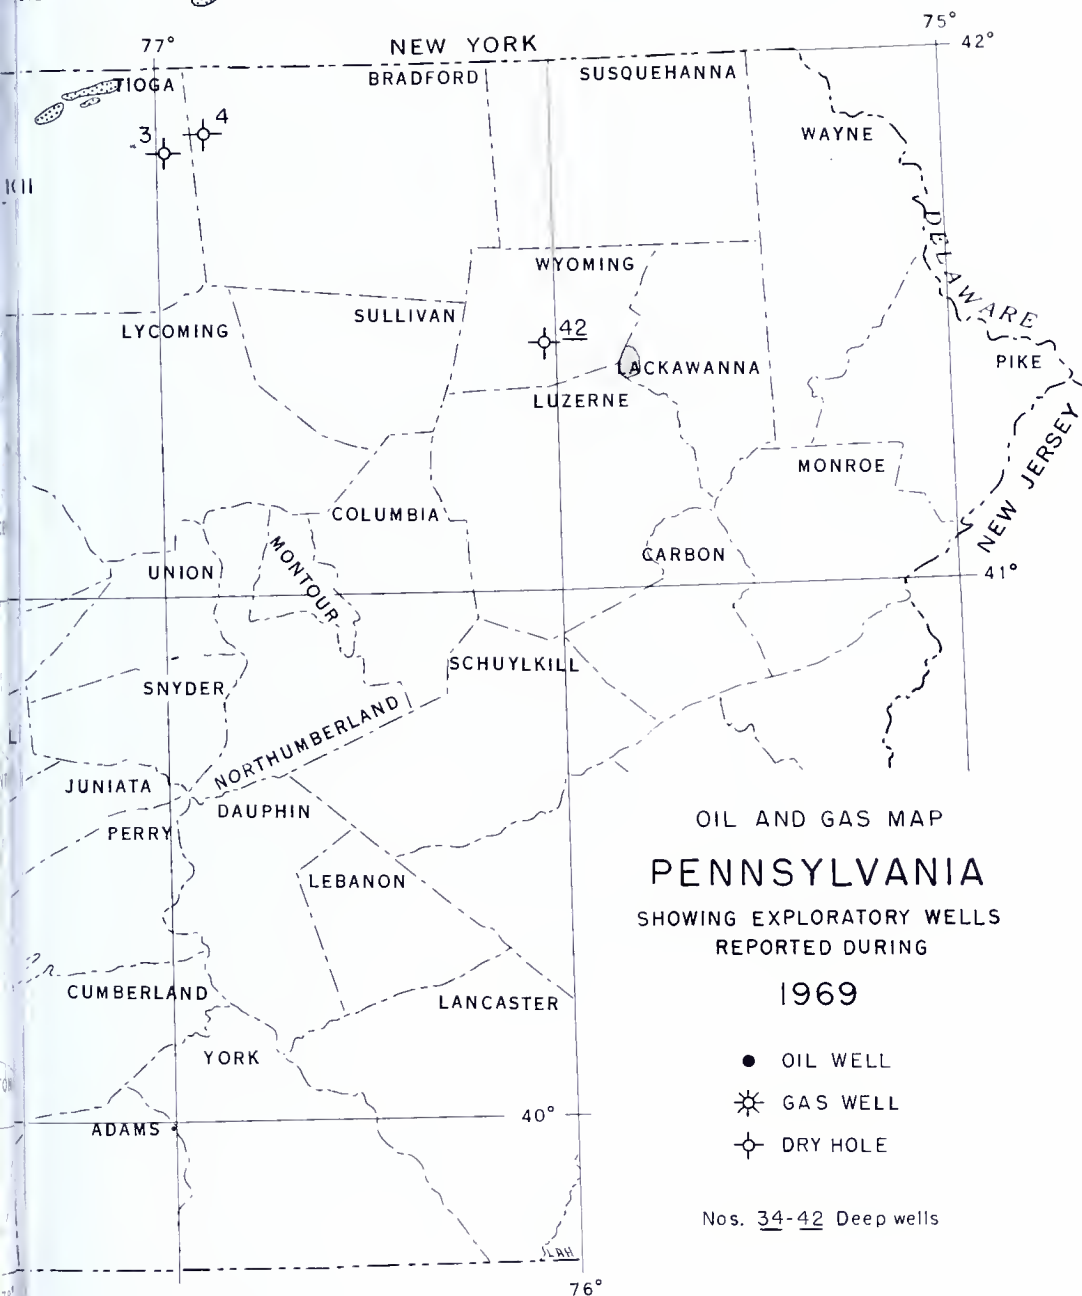 75°
77°
NEW YORK
42°
TIOGA
BRADFORD
SUSQUEHANNA
4
3
WAYNE
DELAWARE
WYOMING
SULLIVAN
LYCOMING
42
PIKE
LACKAWANNA
LUZERNE
NEW JERSEY
MONROE
COLUMBIA
MONTOUR
CARBON
UNION
41°
SCHUYLKILL
SNYDER
NORTHUMBERLAND
JUNIATA
DAUPHIN
PERRY
LEBANON
CUMBERLAND
LANCASTER
YORK
40°
ADAMS
LAH
76°
OIL AND GAS MAP
PENNSYLVANIA
SHOWING EXPLORATORY WELLS
REPORTED DURING
1969
OIL WELL
GAS WELL
DRY HOLE
Nos. 34-42 Deep wells